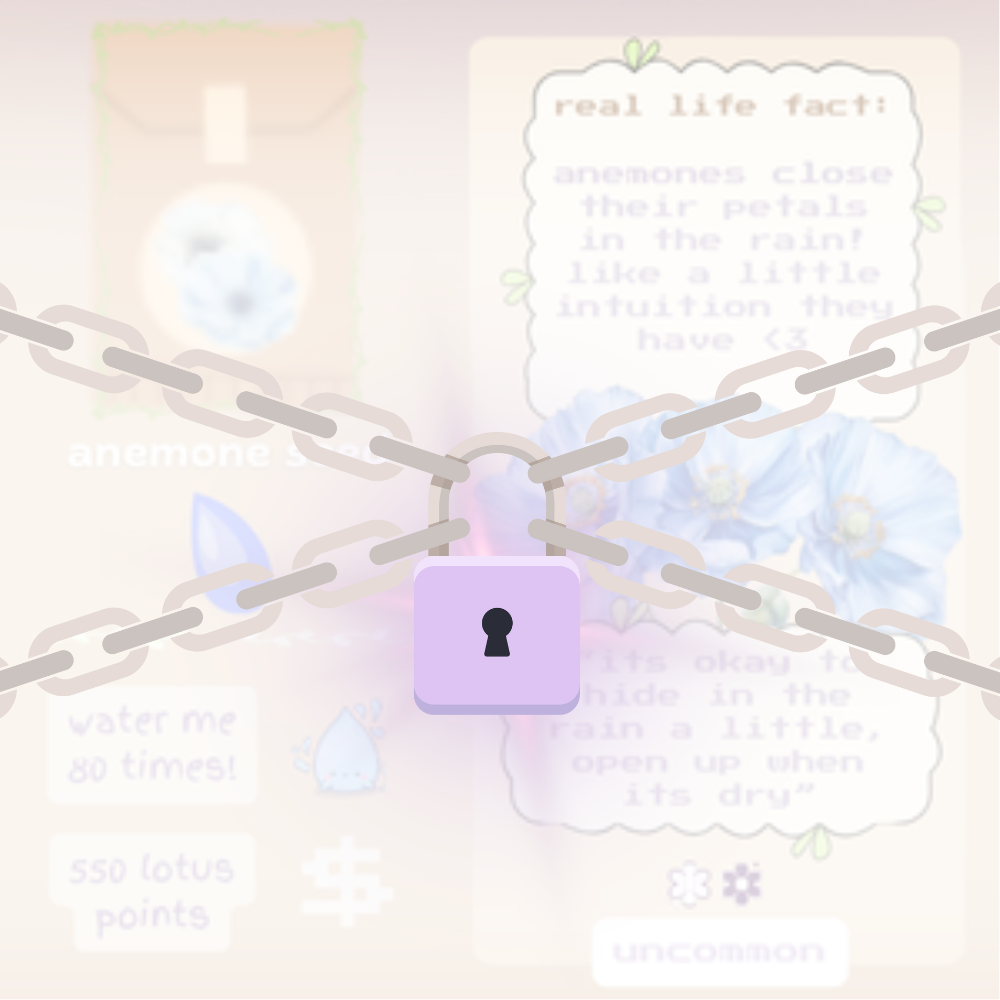 anemone
water me
80 times!
550 lotus
points
real life fact:
anemones close
their petals
in the rain!
like a little
intuition they
have <3
"its okay to
hide in the
rain a little,
open up when
its dry"
uncommon